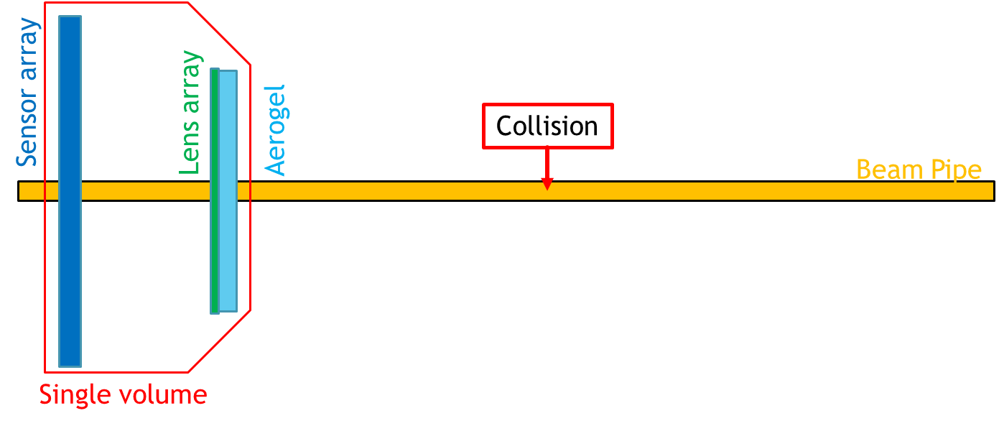 Sensor array
Lens array
Aerogel
Collision
Beam Pipe
Single volume